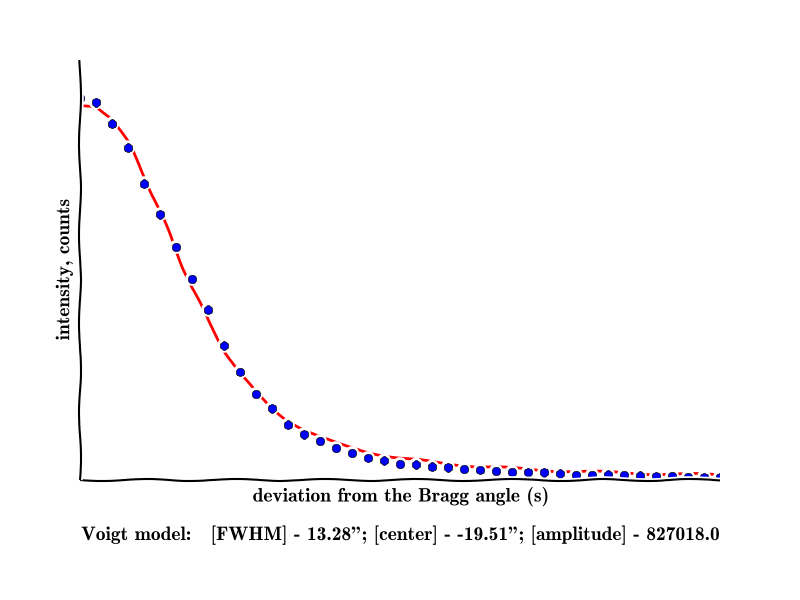 intensity, counts
deviation from the Bragg angle (s)
Voigt model: [FWHM] - 13.28”; [center] - -19.51”; [amplitude] - 827018.0